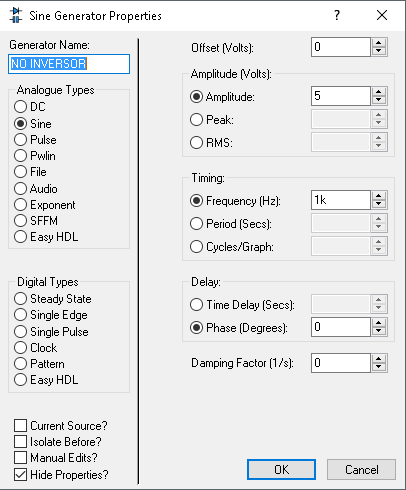 Sine Generator Properties ? ×
Generator Name:
NO INVERSOR
Analogue Types
DC
Sine
Pulse
Pwlin
File
Audio
Exponent
SFFM
Easy HDL
Digital Types
Steady State
Single Edge
Single Pulse
Clock
Pattern
Easy HDL
Current Source?
Isolate Before?
Manual Edits?
Hide Properties?
Offset (Volts): 0
Amplitude (Volts):
Amplitude: 5
Peak:
RMS:
Timing:
Frequency (Hz): 1k
Period (Secs):
Cycles/Graph:
Delay:
Time Delay (Secs):
Phase (Degrees): 0
Damping Factor (1/s): 0
OK Cancel